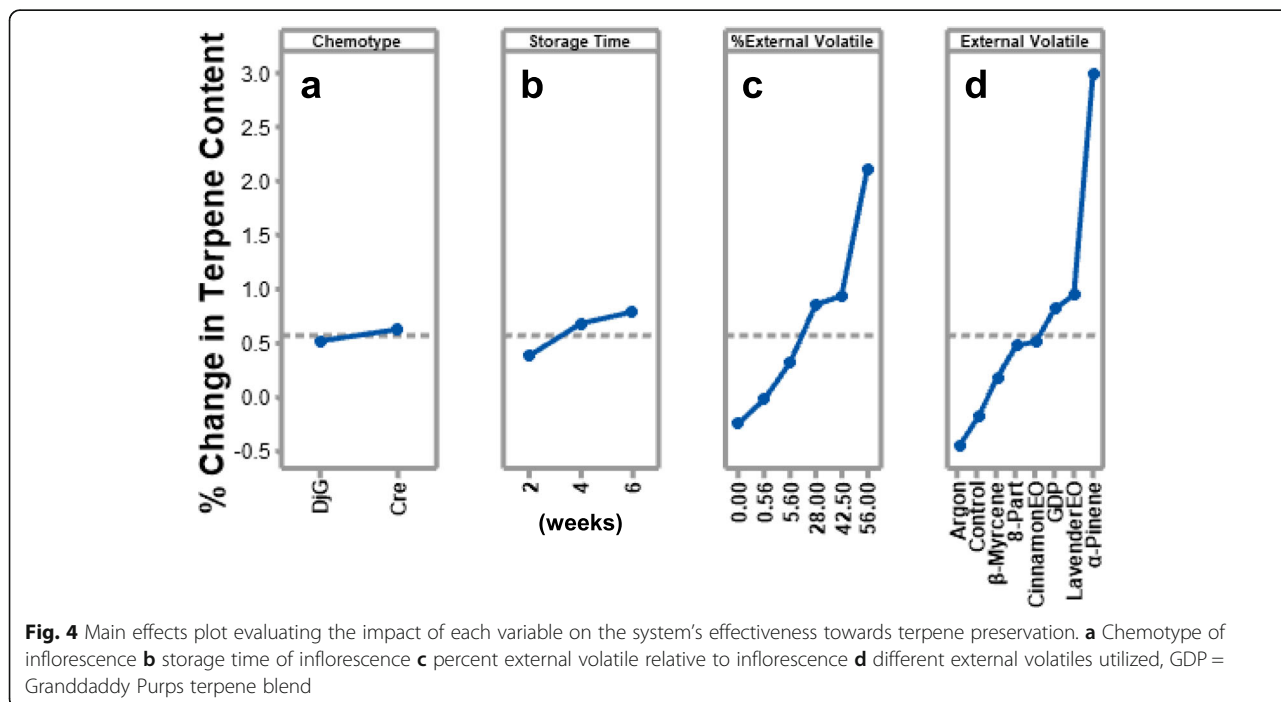 Chemotype
Storage Time
%External Volatile
External Volatile
a
b
c
d
% Change in Terpene Content
3.0
2.5
2.0
1.5
1.0
0.5
0.0
-0.5
DjG
Cre
2
4
6
(weeks)
0.00
0.56
5.60
28.00
42.50
56.00
Argon
Control
β-Myrcene
8-Part
CinnamonEO
GDP
LavenderEO
α-Pinene
Fig. 4 Main effects plot evaluating the impact of each variable on the system's effectiveness towards terpene preservation. a Chemotype of
inflorescence b storage time of inflorescence c percent external volatile relative to inflorescence d different external volatiles utilized, GDP =
Granddaddy Purps terpene blend